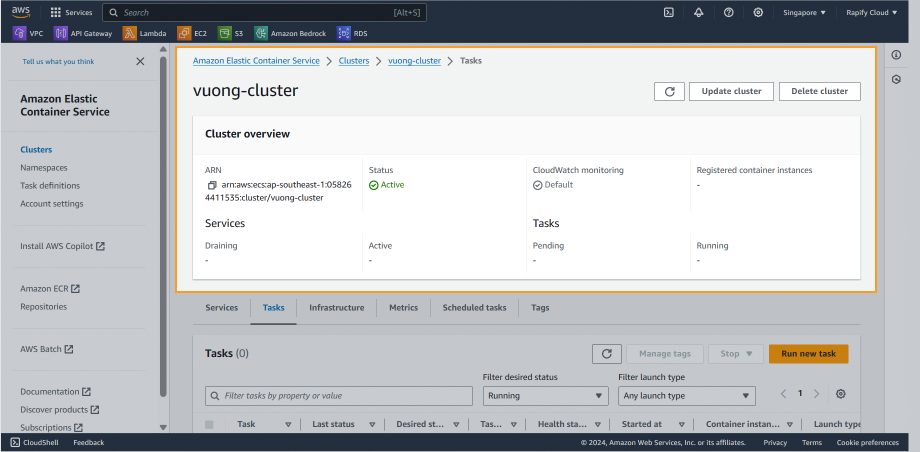 aws Services Search [Alt+S] Singapore ▼ Rapify Cloud ▼
VPC API Gateway Lambda EC2 S3 Amazon Bedrock RDS
Tell us what you think
Amazon Elastic
Container Service
Clusters
Namespaces
Task definitions
Account settings
Install AWS Copilot
Amazon ECR
Repositories
AWS Batch
Documentation
Discover products
Subscriptions
Amazon Elastic Container Service > Clusters > vuong-cluster > Tasks
vuong-cluster
Update cluster Delete cluster
Cluster overview
ARN
arn:aws:ecs:ap-southeast-1:05826
4411535:cluster/vuong-cluster
Status
Active
CloudWatch monitoring
Default
Registered container instances
-
Services
Draining
-
Active
-
Tasks
Pending
-
Running
-
Services Tasks Infrastructure Metrics Scheduled tasks Tags
Tasks (0)
Manage tags Stop ▼ Run new task
Filter desired status Filter launch type
Filter tasks by property or value Running Any launch type < 1 >
Task Last status Desired st... Tas... Health sta... Started at Container instan... Launch type
CloudShell Feedback © 2024, Amazon Web Services, Inc. or its affiliates. Privacy Terms Cookie preferences